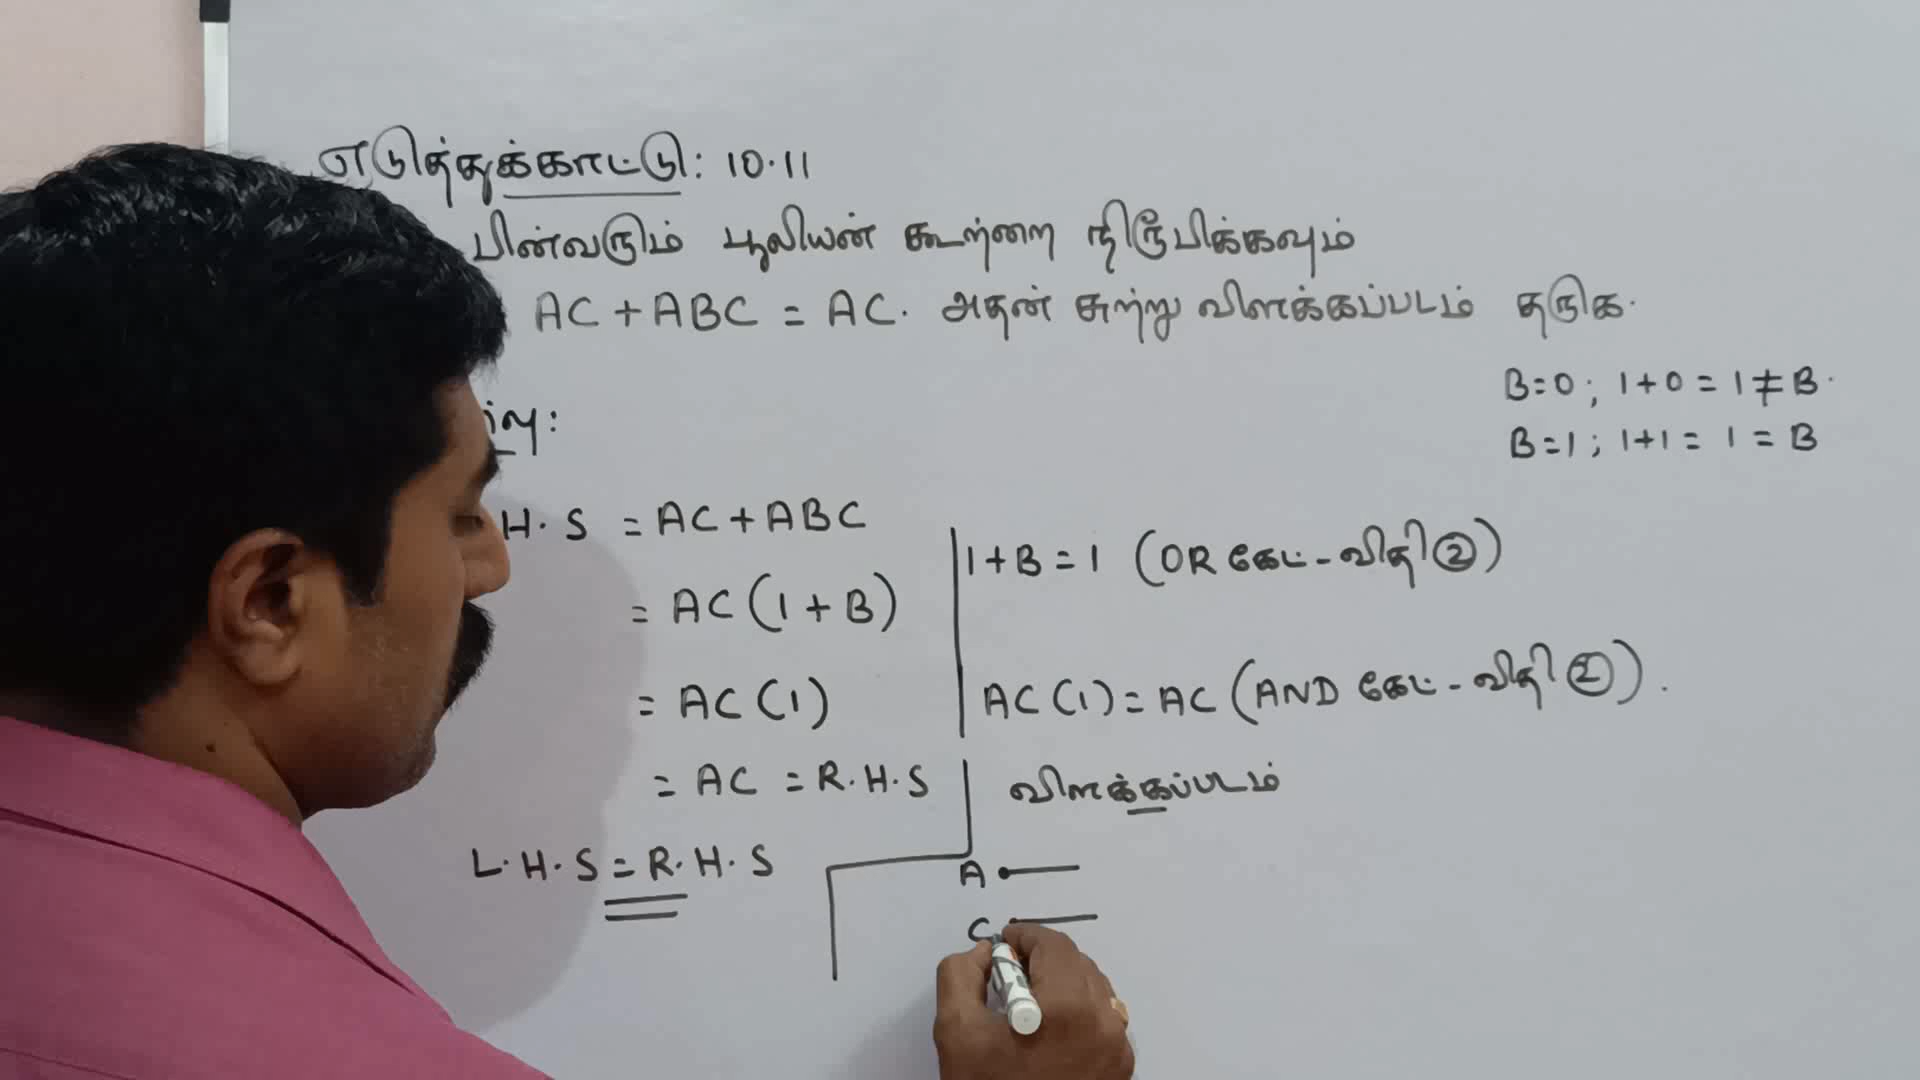 எடுத்துக்காட்டு: 10.11
பின்வரும் பூலியன் கூற்றை நிரூபிக்கவும்
AC + ABC = AC. அதன் சுற்று விளக்கப்படம் தருக.
B=0; 1+0 = 1 ≠ B.
B=1; 1+1 = 1 = B
H.S = AC + ABC
= AC (1 + B)
1+B = 1 (OR கேட் - விதி ②)
= AC (1)
AC (1) = AC (AND கேட் - விதி ②).
= AC = R.H.S
விளக்கப்படம்
L.H.S = R.H.S
A
C